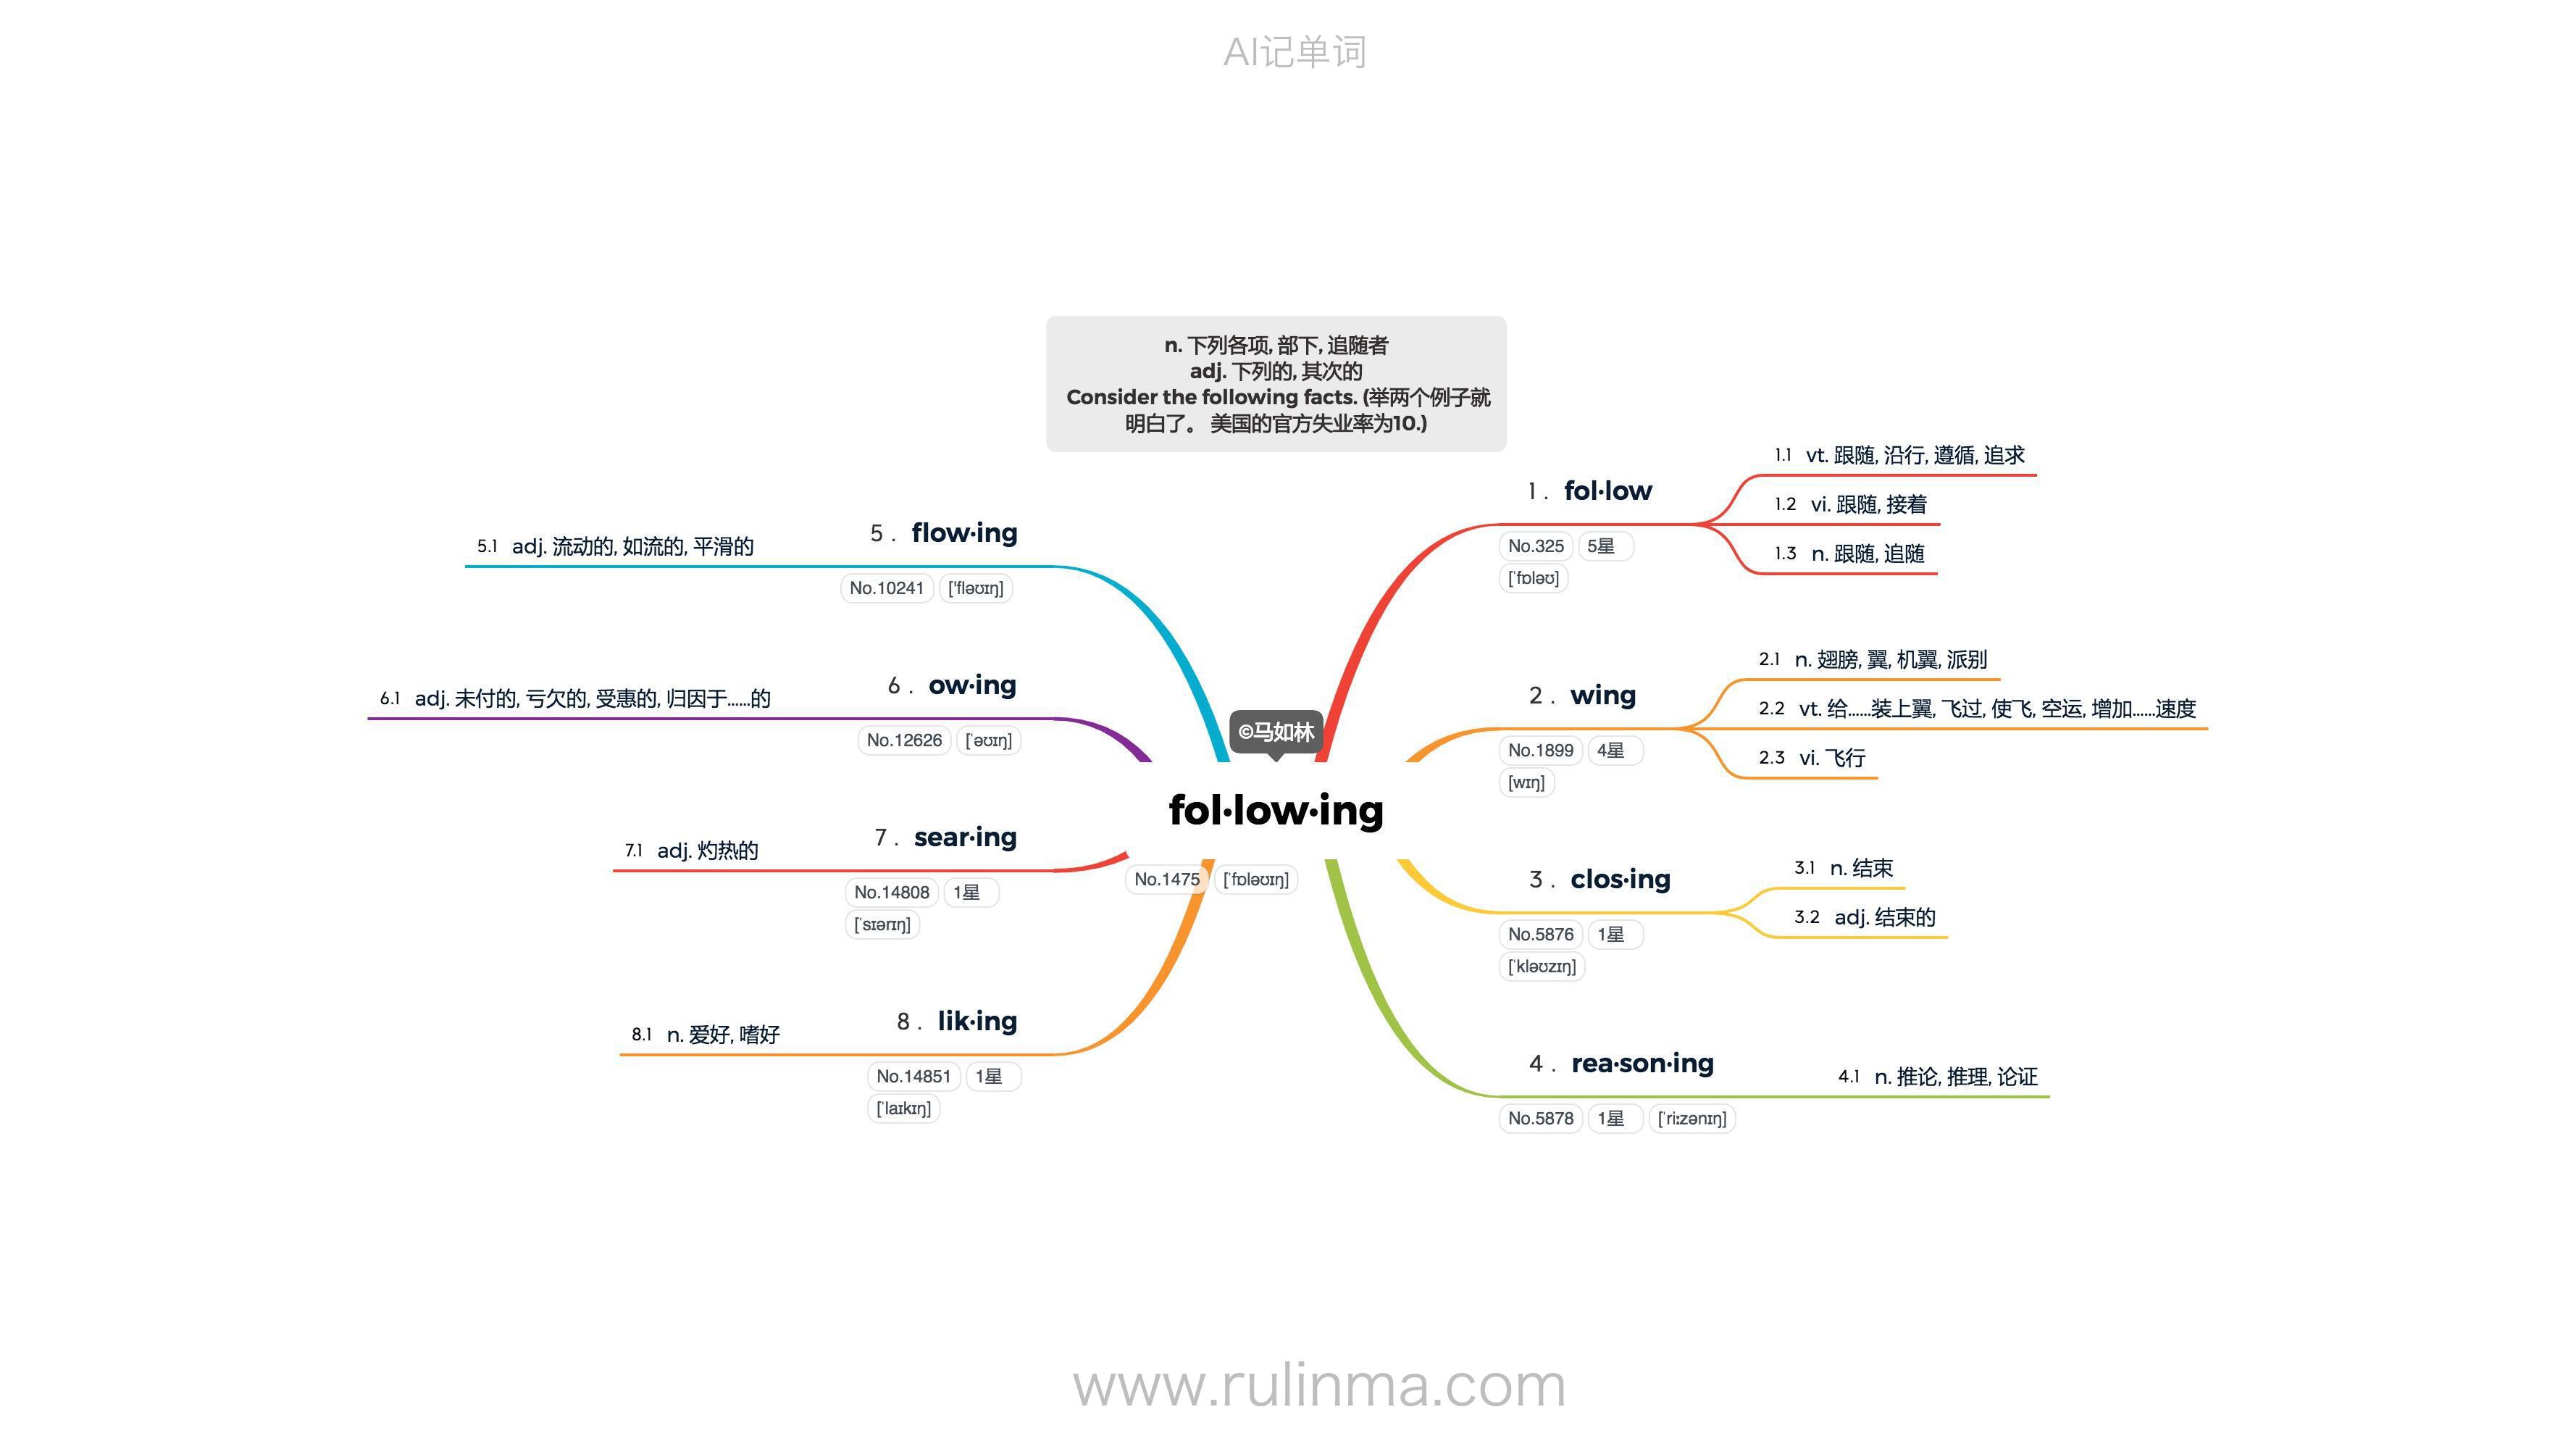 AI记单词
n. 下列各项, 部下, 追随者
adj. 下列的, 其次的
Consider the following facts. (举两个例子就
明白了。 美国的官方失业率为10.)
©马如林
fol·low·ing
No.1475 [ˈfɒləʊɪŋ]
1 . fol·low
No.325 5星
[ˈfɒləʊ]
1.1 vt. 跟随, 沿行, 遵循, 追求
1.2 vi. 跟随, 接着
1.3 n. 跟随, 追随
2 . wing
No.1899 4星
[wɪŋ]
2.1 n. 翅膀, 翼, 机翼, 派别
2.2 vt. 给......装上翼, 飞过, 使飞, 空运, 增加......速度
2.3 vi. 飞行
3 . clos·ing
No.5876 1星
[ˈkləʊzɪŋ]
3.1 n. 结束
3.2 adj. 结束的
4 . rea·son·ing
No.5878 1星 [ˈriːzənɪŋ]
4.1 n. 推论, 推理, 论证
5 . flow·ing
No.10241 ['fləʊɪŋ]
5.1 adj. 流动的, 如流的, 平滑的
6 . ow·ing
No.12626 [ˈəʊɪŋ]
6.1 adj. 未付的, 亏欠的, 受惠的, 归因于......的
7 . sear·ing
No.14808 1星
[ˈsɪərɪŋ]
7.1 adj. 灼热的
8 . lik·ing
No.14851 1星
[ˈlaɪkɪŋ]
8.1 n. 爱好, 嗜好
www.rulinma.com